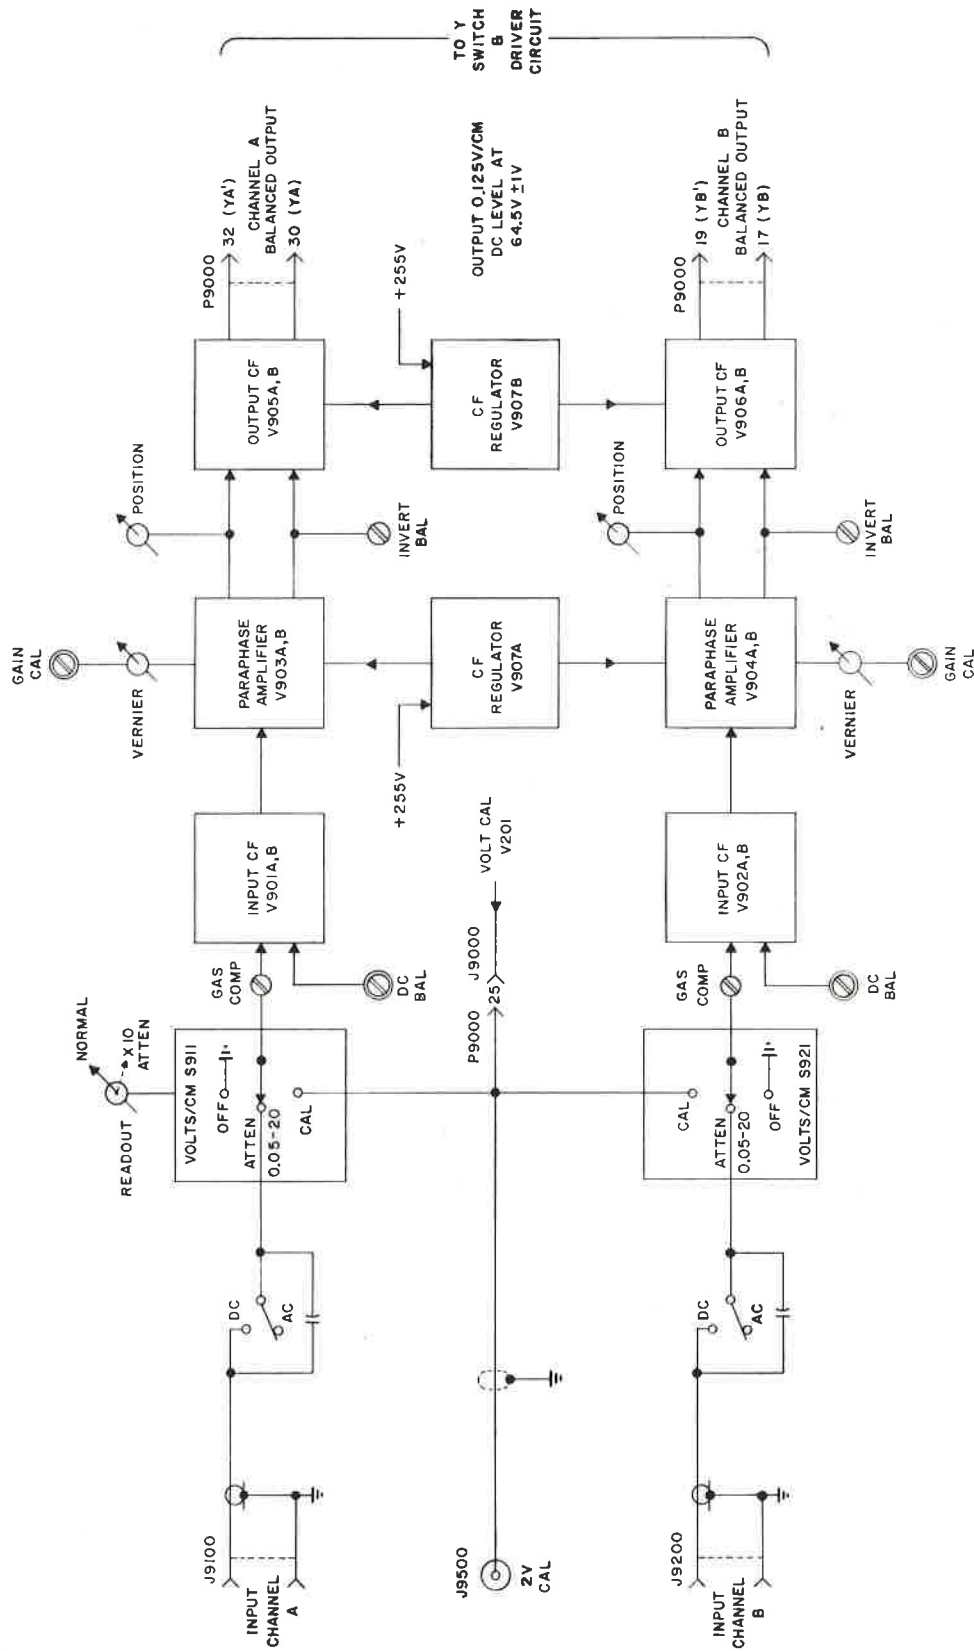 INPUT
CHANNEL
A
J9100
DC
AC
READOUT
NORMAL
X10
ATTEN
VOLTS/CM S911
OFF
ATTEN
0.05-20
CAL
GAS
COMP
DC
BAL
INPUT CF
V901A,B
GAIN
CAL
VERNIER
PARAPHASE
AMPLIFIER
V903A,B
POSITION
INVERT
BAL
OUTPUT CF
V905A,B
P9000
32 (YA')
CHANNEL A
BALANCED OUTPUT
30 (YA)
TO Y
SWITCH
&
DRIVER
CIRCUIT
J9500
2V
CAL
P9000
25
J9000
VOLT CAL
V201
+255V
CF
REGULATOR
V907A
+255V
CF
REGULATOR
V907B
OUTPUT 0.125V/CM
DC LEVEL AT
64.5V ±1V
INPUT
CHANNEL
B
J9200
DC
AC
CAL
ATTEN
0.05-20
OFF
VOLTS/CM S921
GAS
COMP
DC
BAL
INPUT CF
V902A,B
PARAPHASE
AMPLIFIER
V904A,B
VERNIER
GAIN
CAL
POSITION
INVERT
BAL
OUTPUT CF
V906A,B
P9000
19 (YB')
CHANNEL B
BALANCED OUTPUT
17 (YB)